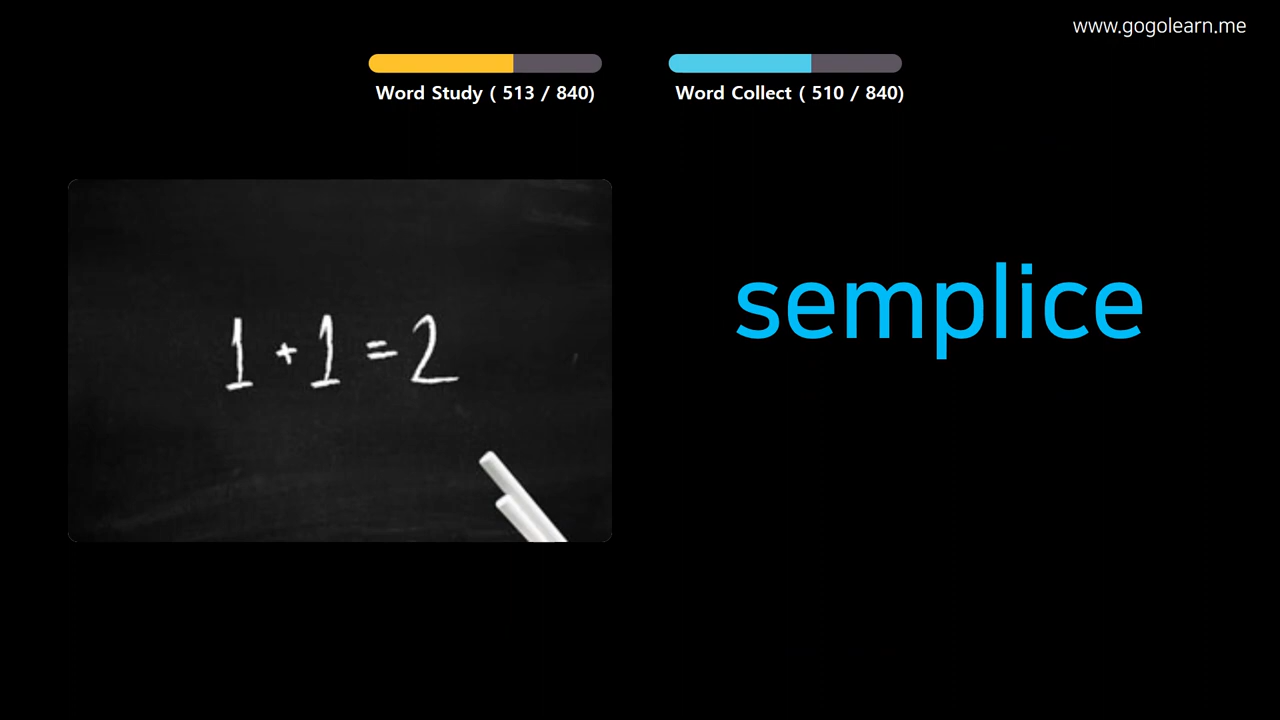 www.gogolearn.me
Word Study ( 513 / 840)
Word Collect ( 510 / 840)
semplice
1 + 1 = 2